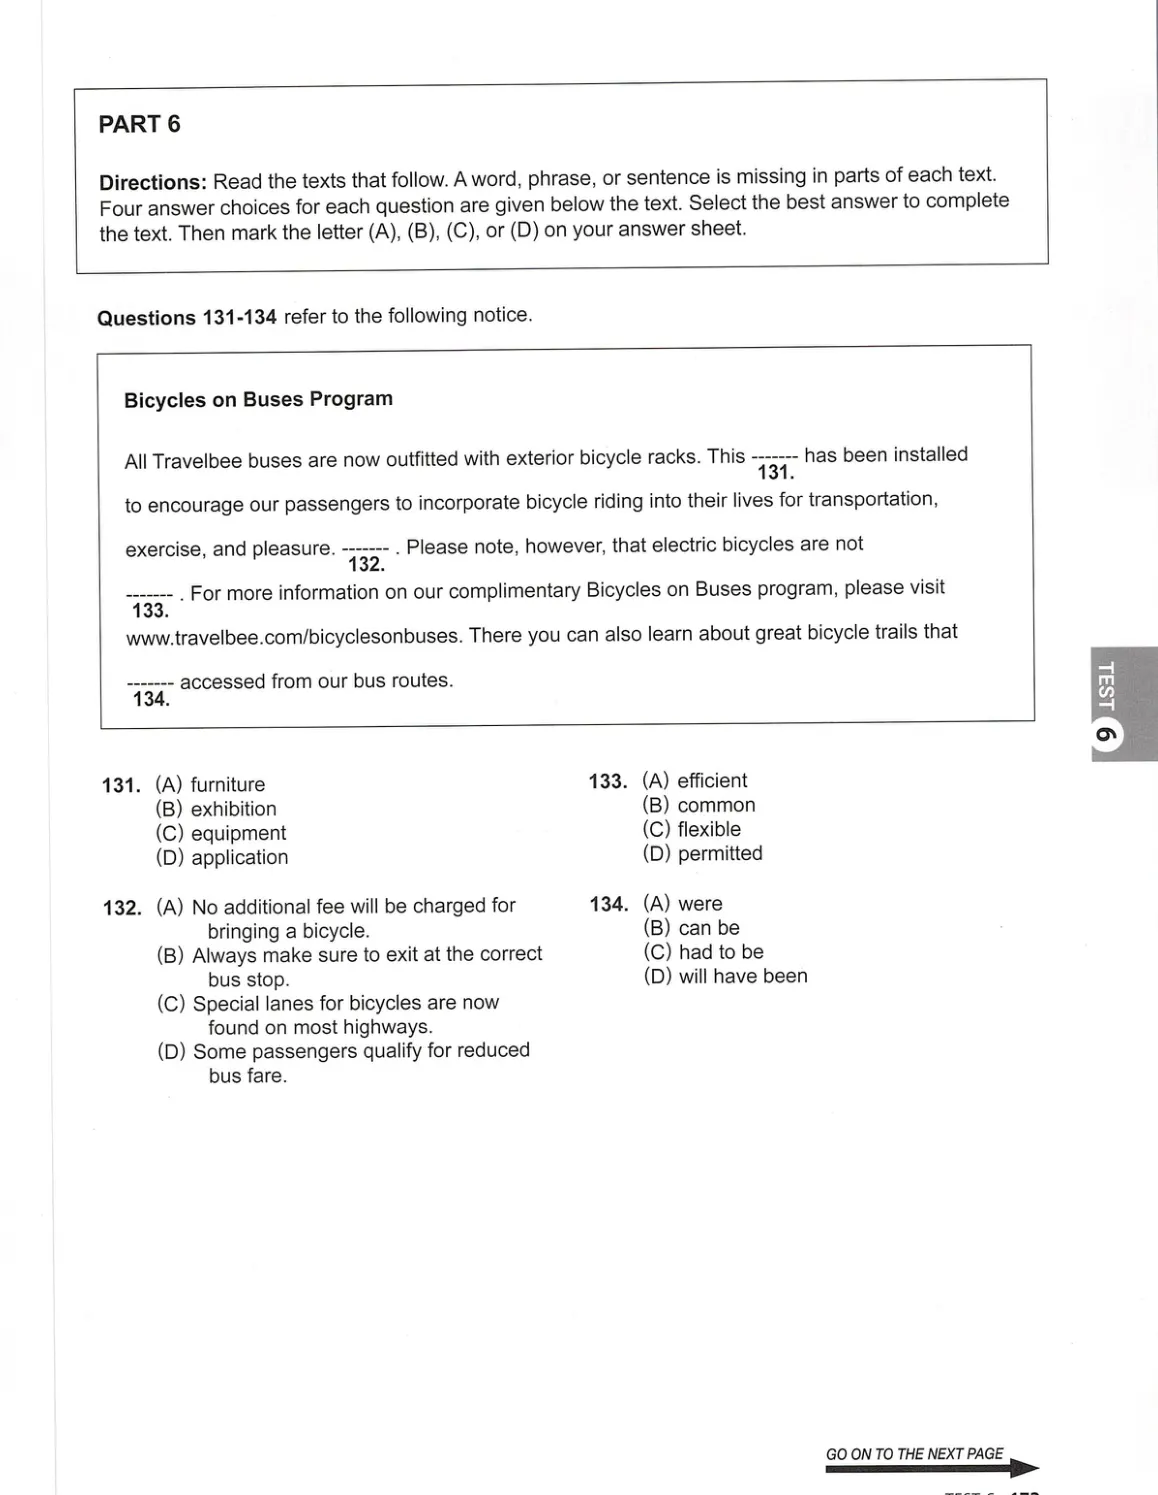 PART 6
Directions: Read the texts that follow. A word, phrase, or sentence is missing in parts of each text.
Four answer choices for each question are given below the text. Select the best answer to complete
the text. Then mark the letter (A), (B), (C), or (D) on your answer sheet.
Questions 131-134 refer to the following notice.
Bicycles on Buses Program
All Travelbee buses are now outfitted with exterior bicycle racks. This ------- has been installed
131.
to encourage our passengers to incorporate bicycle riding into their lives for transportation,
exercise, and pleasure. ------- . Please note, however, that electric bicycles are not
132.
------- . For more information on our complimentary Bicycles on Buses program, please visit
133.
www.travelbee.com/bicyclesonbuses. There you can also learn about great bicycle trails that
------- accessed from our bus routes.
134.
131. (A) furniture
(B) exhibition
(C) equipment
(D) application
132. (A) No additional fee will be charged for
bringing a bicycle.
(B) Always make sure to exit at the correct
bus stop.
(C) Special lanes for bicycles are now
found on most highways.
(D) Some passengers qualify for reduced
bus fare.
133. (A) efficient
(B) common
(C) flexible
(D) permitted
134. (A) were
(B) can be
(C) had to be
(D) will have been
TEST 6
GO ON TO THE NEXT PAGE